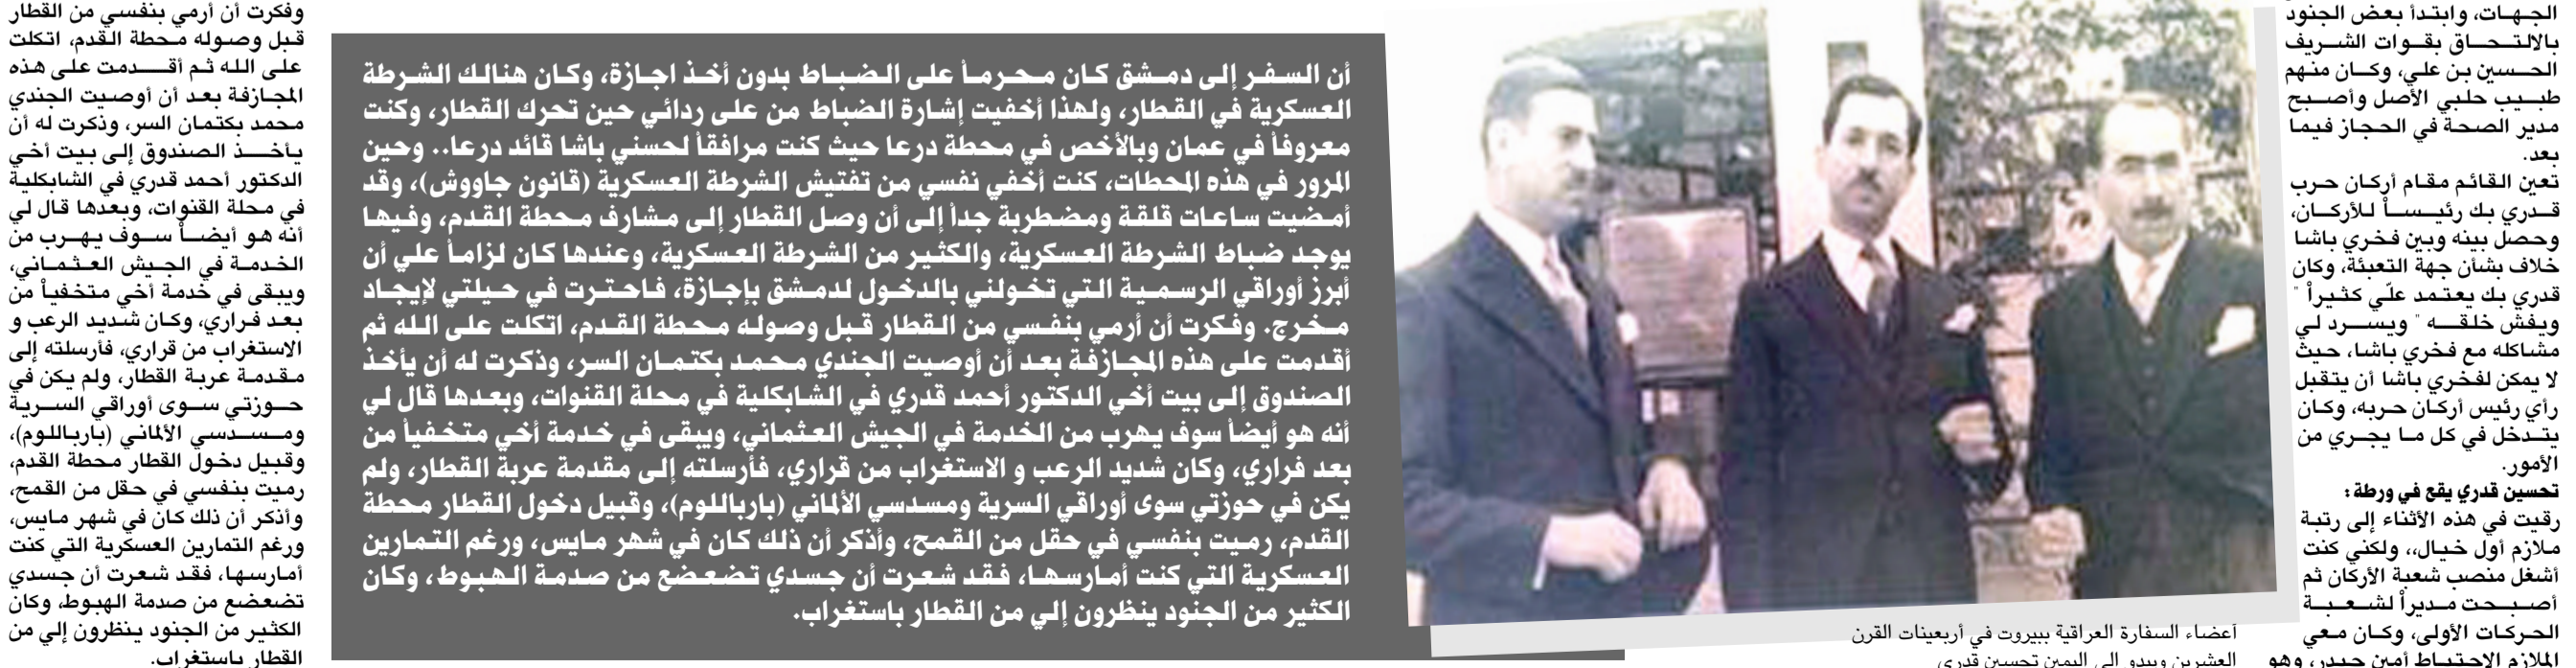 الجهات، وابتدأ بعض الجنود
بالالتحاق بقوات الشريف
الحسين بن علي، وكان منهم
طبيب حلبي الأصل وأصبح
مدير الصحة في الحجاز فيما
بعد.
تعين القائم مقام أركان حرب
قدري بك رئيساً للأركان،
وحصل بينه وبين فخري باشا
خلاف بشأن جهة التعبئة، وكان
قدري بك يعتمد علّي كثيراً "
ويفش خلقه " ويسرد لي
مشاكله مع فخري باشا، حيث
لا يمكن لفخري باشا أن يتقبل
رأي رئيس أركان حربه، وكان
يتدخل في كل ما يجري من
الأمور.
تحسين قدري يقع في ورطة :
رقيت في هذه الأثناء إلى رتبة
ملازم أول خيال،، ولكني كنت
أشغل منصب شعبة الأركان ثم
أصبحت مديراً لشعبة
الحركات الأولى، وكان معي
الملازم الاحتياط أمين حيدر، وهو
أعضاء السفارة العراقية ببيروت في أربعينات القرن
العشرين ويبدو إلى اليمين تحسين قدري
أن السفر إلى دمشق كان محرماً على الضباط بدون أخذ اجازة، وكان هنالك الشرطة
العسكرية في القطار، ولهذا أخفيت إشارة الضباط من على ردائي حين تحرك القطار، وكنت
معروفاً في عمان وبالأخص في محطة درعا حيث كنت مرافقاً لحسني باشا قائد درعا.. وحين
المرور في هذه المحطات، كنت أخفي نفسي من تفتيش الشرطة العسكرية (قانون جاووش)، وقد
أمضيت ساعات قلقة ومضطربة جداً إلى أن وصل القطار إلى مشارف محطة القدم، وفيها
يوجد ضباط الشرطة العسكرية، والكثير من الشرطة العسكرية، وعندها كان لزاماً علي أن
أبرز أوراقي الرسمية التي تخولني بالدخول لدمشق بإجازة، فاحترت في حيلتي لإيجاد
مخرج. وفكرت أن أرمي بنفسي من القطار قبل وصوله محطة القدم، اتكلت على الله ثم
أقدمت على هذه المجازفة بعد أن أوصيت الجندي محمد بكتمان السر، وذكرت له أن يأخذ
الصندوق إلى بيت أخي الدكتور أحمد قدري في الشابكلية في محلة القنوات، وبعدها قال لي
أنه هو أيضاً سوف يهرب من الخدمة في الجيش العثماني، ويبقى في خدمة أخي متخفياً من
بعد فراري، وكان شديد الرعب و الاستغراب من قراري، فأرسلته إلى مقدمة عربة القطار، ولم
يكن في حوزتي سوى أوراقي السرية ومسدسي الألماني (بارباللوم)، وقبيل دخول القطار محطة
القدم، رميت بنفسي في حقل من القمح، وأذكر أن ذلك كان في شهر مايس، ورغم التمارين
العسكرية التي كنت أمارسها، فقد شعرت أن جسدي تضعضع من صدمة الهبوط، وكان
الكثير من الجنود ينظرون إلي من القطار باستغراب.
وفكرت أن أرمي بنفسي من القطار
قبل وصوله محطة القدم، اتكلت
على الله ثم أقدمت على هذه
المجازفة بعد أن أوصيت الجندي
محمد بكتمان السر، وذكرت له أن
يأخذ الصندوق إلى بيت أخي
الدكتور أحمد قدري في الشابكلية
في محلة القنوات، وبعدها قال لي
أنه هو أيضاً سوف يهرب من
الخدمة في الجيش العثماني،
ويبقى في خدمة أخي متخفياً من
بعد فراري، وكان شديد الرعب و
الاستغراب من قراري، فأرسلته إلى
مقدمة عربة القطار، ولم يكن في
حوزتي سوى أوراقي السرية
ومسدسي الألماني (بارباللوم)،
وقبيل دخول القطار محطة القدم،
رميت بنفسي في حقل من القمح،
وأذكر أن ذلك كان في شهر مايس،
ورغم التمارين العسكرية التي كنت
أمارسها، فقد شعرت أن جسدي
تضعضع من صدمة الهبوط، وكان
الكثير من الجنود ينظرون إلي من
القطار باستغراب.